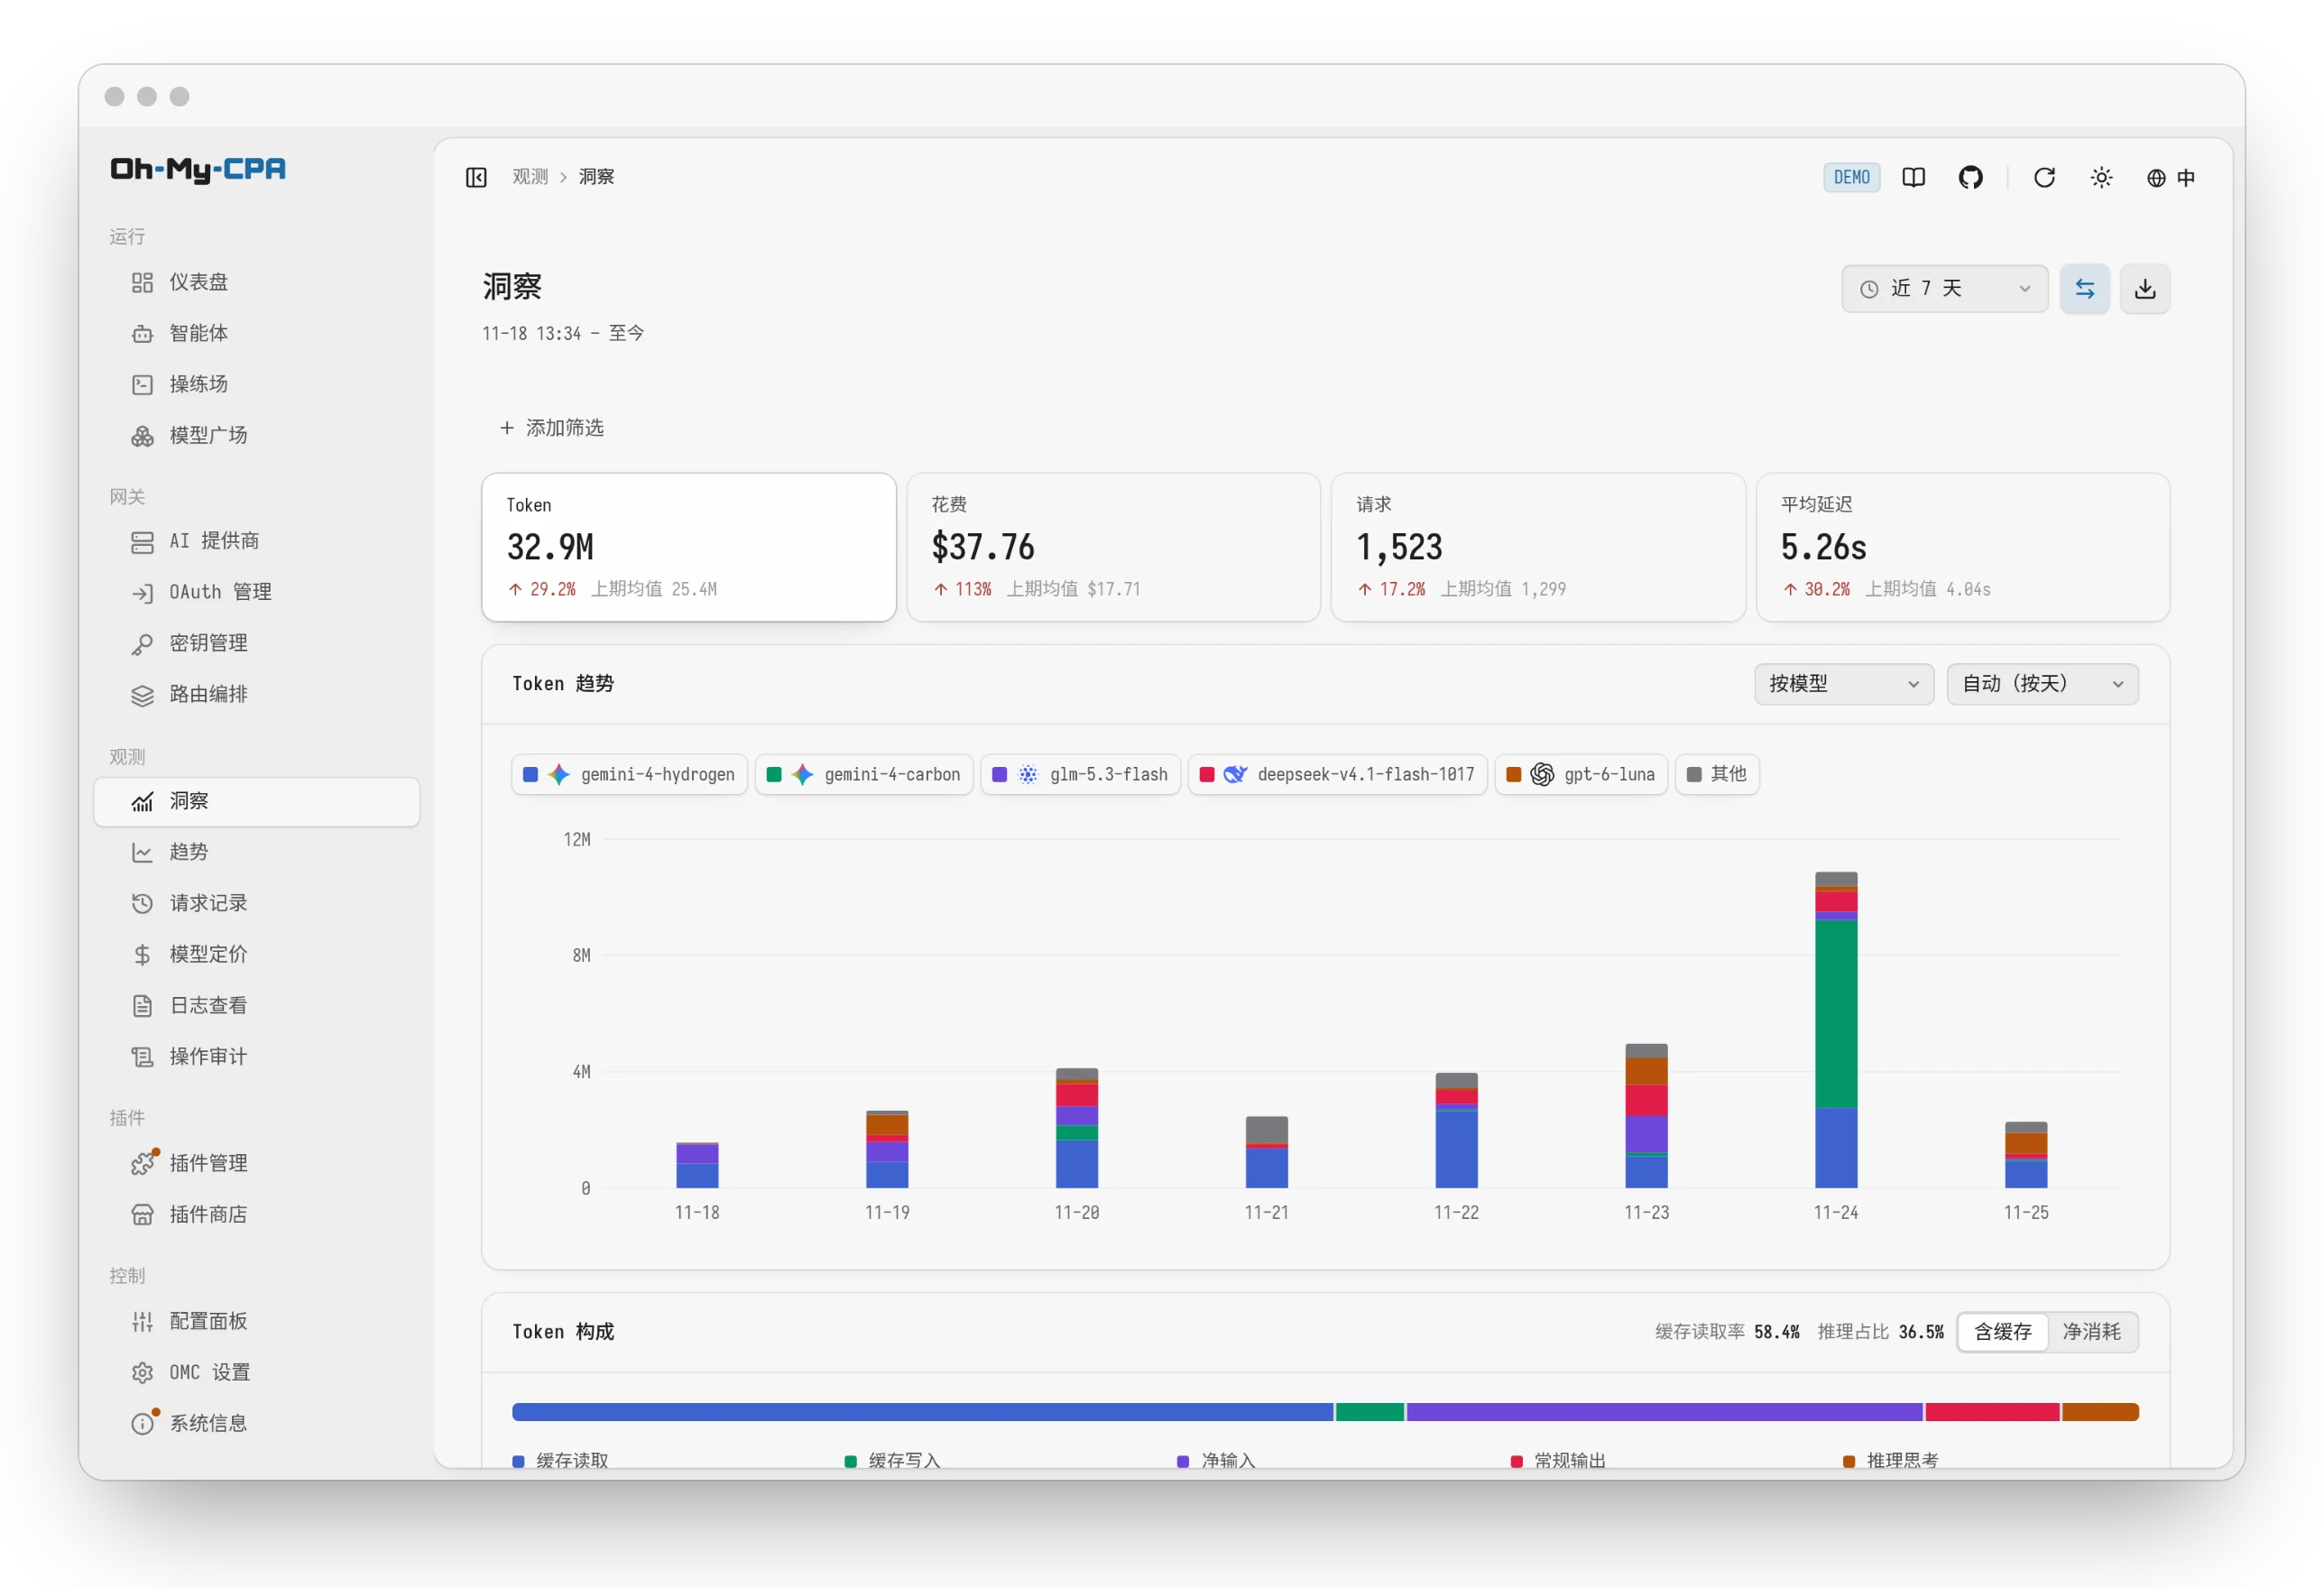 Oh-My-CPA
运行
仪表盘
智能体
操练场
模型广场
网关
AI 提供商
OAuth 管理
密钥管理
路由编排
观测
洞察
趋势
请求记录
模型定价
日志查看
操作审计
插件
插件管理
插件商店
控制
配置面板
OMC 设置
系统信息
观测 > 洞察
DEMO
中
洞察
11-18 13:34 - 至今
近 7 天
+ 添加筛选
Token
32.9M
↑ 29.2% 上期均值 25.4M
花费
$37.76
↑ 113% 上期均值 $17.71
请求
1,523
↑ 17.2% 上期均值 1,299
平均延迟
5.26s
↑ 30.2% 上期均值 4.04s
Token 趋势
按模型
自动 (按天)
gemini-4-hydrogen
gemini-4-carbon
glm-5.3-flash
deepseek-v4.1-flash-1017
gpt-6-luna
其他
12M
8M
4M
0
11-18
11-19
11-20
11-21
11-22
11-23
11-24
11-25
Token 构成
缓存读取率 58.4% 推理占比 36.5%
含缓存
净消耗
缓存读取
缓存写入
净输入
常规输出
推理思考